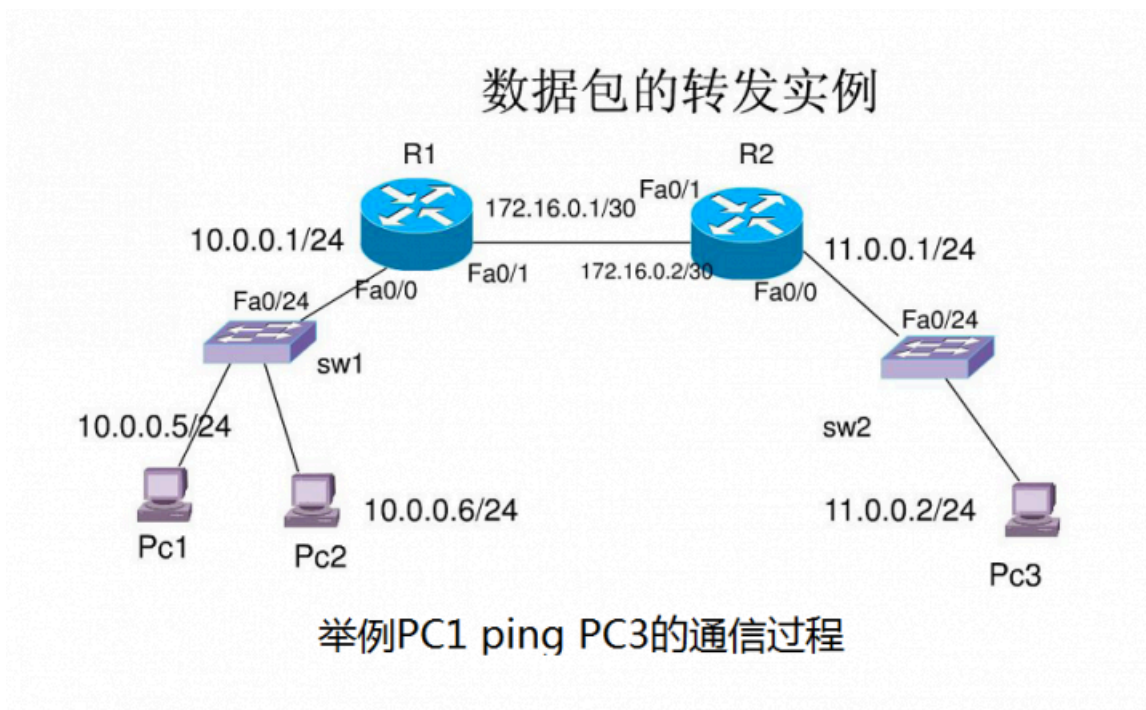 数据包的转发实例
R1
R2
Fa0/1
172.16.0.1/30
10.0.0.1/24
11.0.0.1/24
Fa0/1
172.16.0.2/30
Fa0/0
Fa0/0
Fa0/24
Fa0/24
sw1
10.0.0.5/24
sw2
10.0.0.6/24
11.0.0.2/24
Pc1
Pc2
Pc3
举例PC1 ping PC3的通信过程